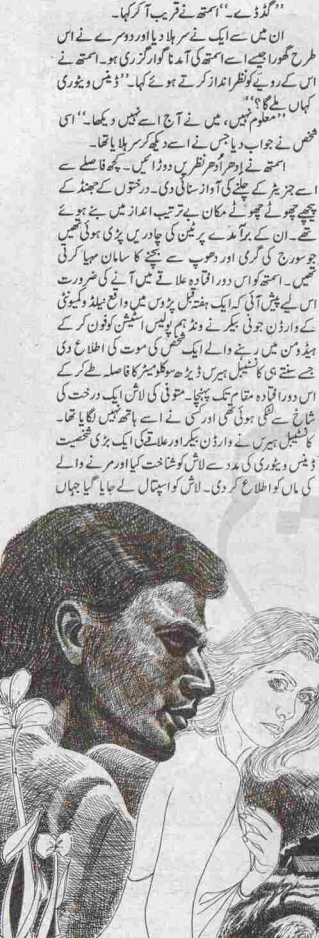 ’’گڈ ڈے۔‘‘ اسمتھ نے قریب آ کر کہا۔
ان میں سے ایک نے سر ہلا دیا اور دوسرے نے اس
طرح گھورا جیسے اسے اسمتھ کی آمد ناگوار گزری ہو۔ اسمتھ نے
اس کے رویے کو نظر انداز کرتے ہوئے کہا۔ ’’ڈینس ویٹوری
کہاں ملے گا؟‘‘
’’معلوم نہیں، میں نے آج اسے نہیں دیکھا۔‘‘ اسی
شخص نے جواب دیا جس نے اسے دیکھ کر سر ہلایا تھا۔
اسمتھ نے ادھر اُدھر نظریں دوڑائیں۔ کچھ فاصلے سے
اسے جنریٹر کے چلنے کی آواز سنائی دی۔ درختوں کے جھنڈ کے
پیچھے چھوٹے چھوٹے مکان بے ترتیب انداز میں بنے ہوئے
تھے۔ ان کے برآمدے پر ٹین کی چادریں پڑی ہوئی تھیں
جو سورج کی گرمی اور دھوپ سے بچنے کا سامان مہیا کرتی
تھیں۔ اسمتھ کو اس دور افتادہ علاقے میں آنے کی ضرورت
اس لیے پیش آئی کہ ایک ہفتہ قبل پڑوس میں واقع نیلڈو کمیونٹی
کے وارڈن جونی بیکر نے ونڈہم پولیس اسٹیشن کو فون کر کے
ہیڈومن میں رہنے والے ایک شخص کی موت کی اطلاع دی
جسے سنتے ہی کانسٹیبل ہیرس ڈیڑھ سو کلومیٹر کا فاصلہ طے کر کے
اس دور افتادہ مقام تک پہنچا۔ متوفی کی لاش ایک درخت کی
شاخ سے لٹکی ہوئی تھی اور کسی نے اسے ہاتھ نہیں لگایا تھا۔
کانسٹیبل ہیرس نے وارڈن بیکر اور علاقے کی ایک بڑی شخصیت
ڈینس ویٹوری کی مدد سے لاش کو شناخت کیا اور مرنے والے
کی ماں کو اطلاع کر دی۔ لاش کو اسپتال لے جایا گیا جہاں